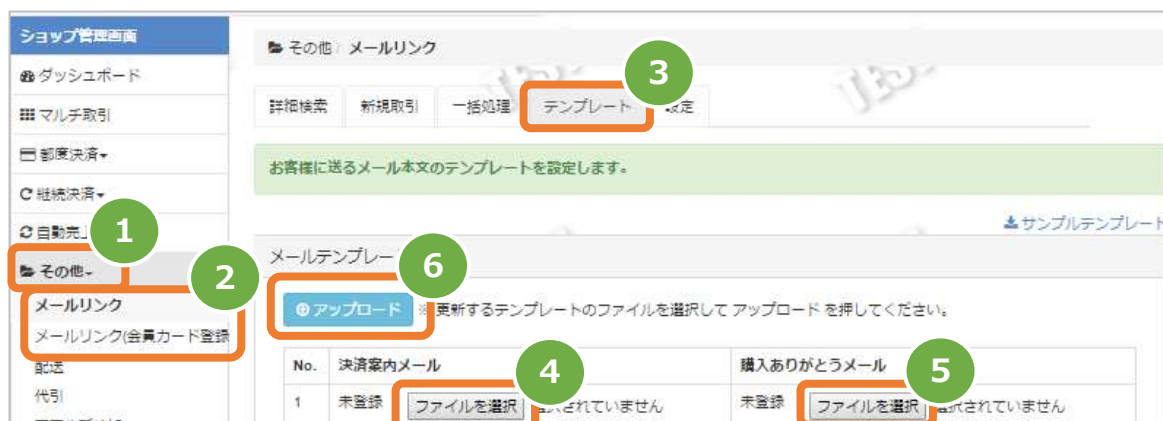 ショップ管理画面
ダッシュボード
マルチ取引
都度決済
継続決済
自動売上
1
その他
2
メールリンク
メールリンク(会員カード登録
配送
代引
その他 / メールリンク
TEST
TEST
3
詳細検索
新規取引
一括処理
テンプレート
設定
お客様に送るメール本文のテンプレートを設定します。
サンプルテンプレート
メールテンプレー
6
アップロード
※更新するテンプレートのファイルを選択して アップロード を押してください。
No. 決済案内メール 購入ありがとうメール
4
5
1 未登録 ファイルを選択 選択されていません 未登録 ファイルを選択 選択されていません